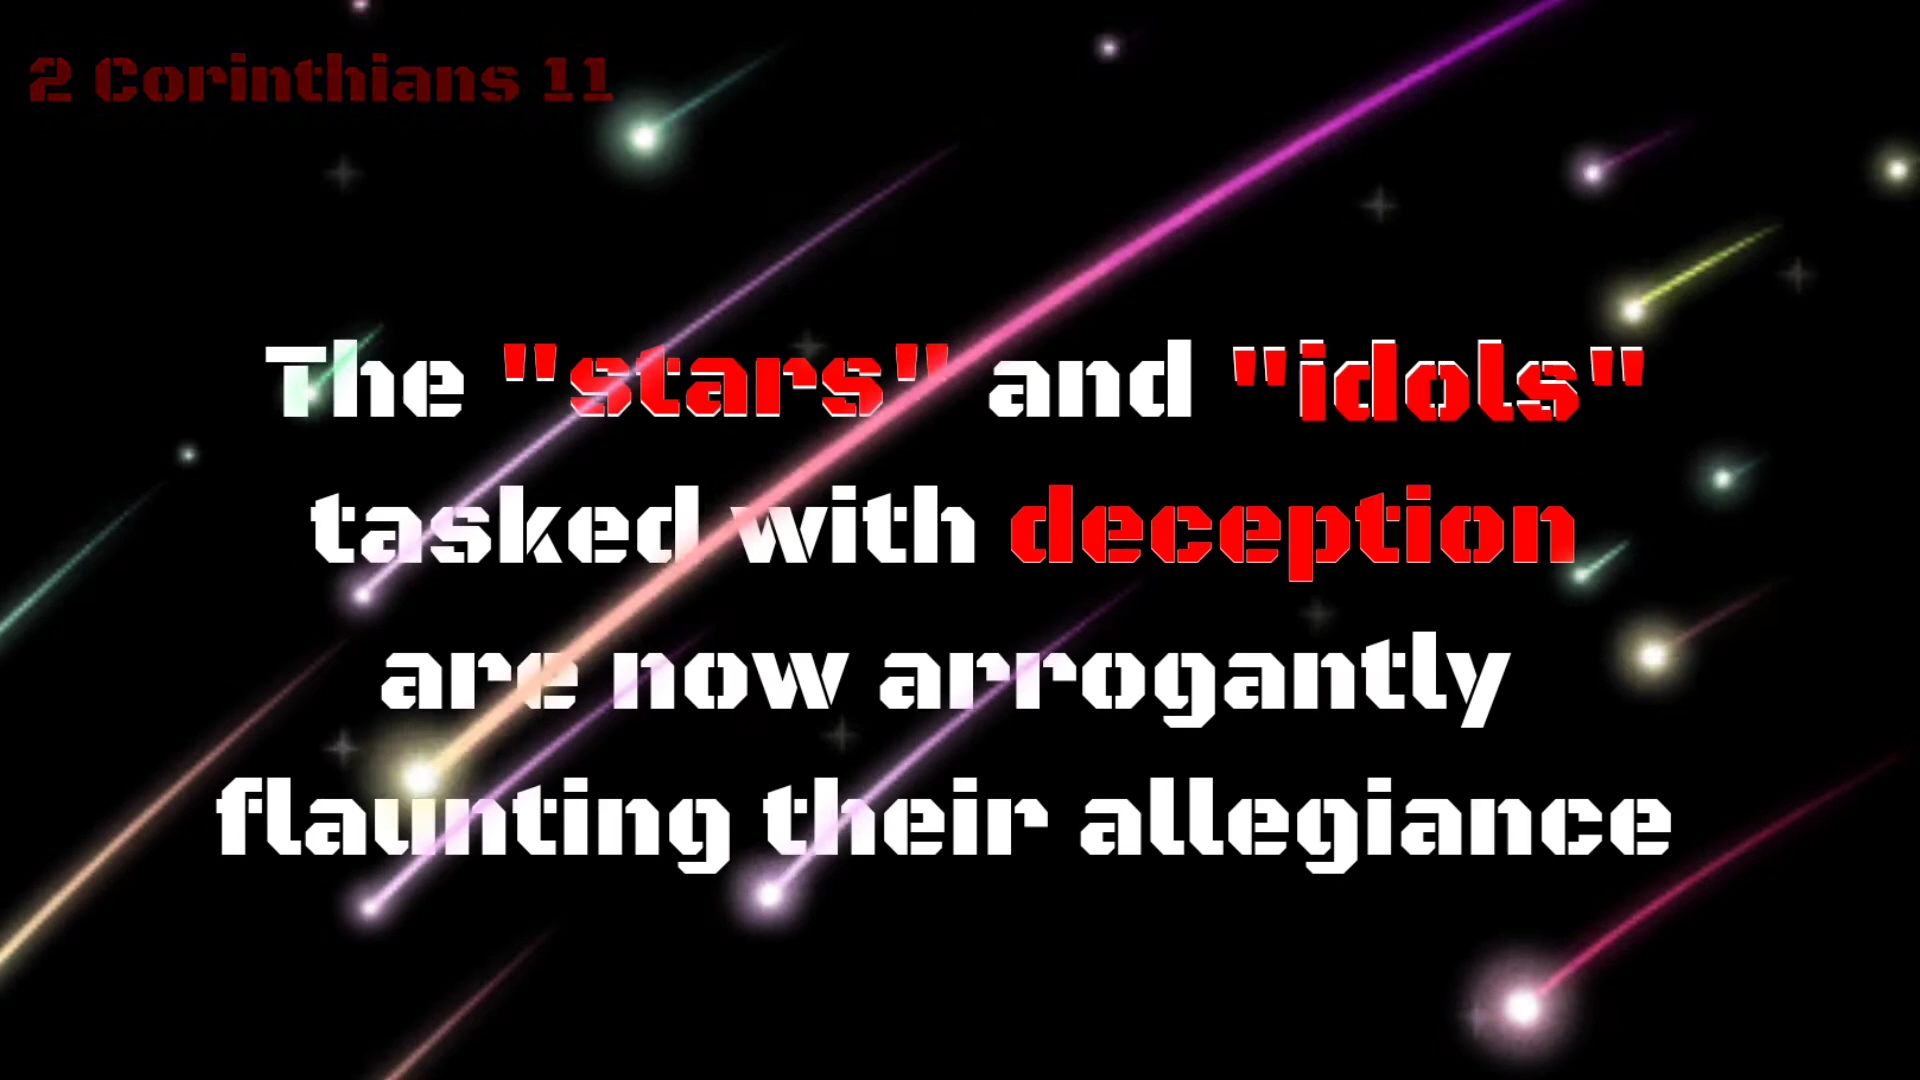 2 Corinthians 11
The "stars" and "idols"
tasked with deception
are now arrogantly
flaunting their allegiance